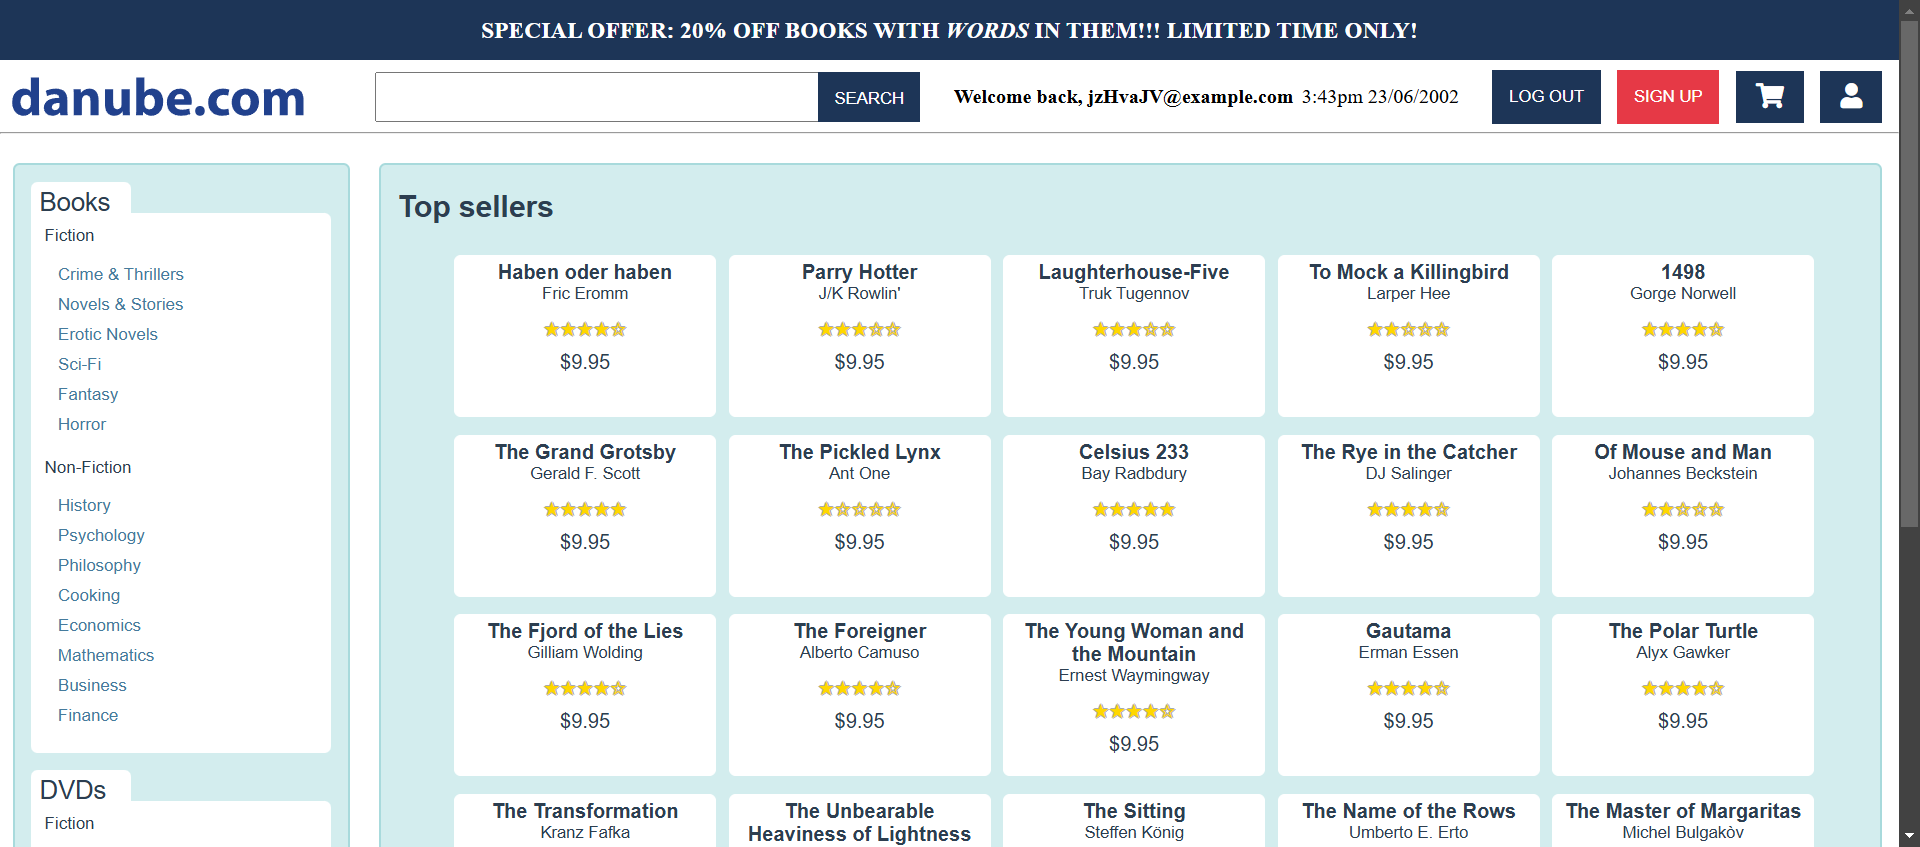 SPECIAL OFFER: 20% OFF BOOKS WITH WORDS IN THEM!!! LIMITED TIME ONLY!
danube.com
SEARCH
Welcome back, jzHvaJV@example.com 3:43pm 23/06/2002
LOG OUT
SIGN UP
Books
Fiction
Crime & Thrillers
Novels & Stories
Erotic Novels
Sci-Fi
Fantasy
Horror
Non-Fiction
History
Psychology
Philosophy
Cooking
Economics
Mathematics
Business
Finance
DVDs
Fiction
Top sellers
Haben oder haben
Fric Eromm
$9.95
Parry Hotter
J/K Rowlin'
$9.95
Laughterhouse-Five
Truk Tugennov
$9.95
To Mock a Killingbird
Larper Hee
$9.95
1498
Gorge Norwell
$9.95
The Grand Grotsby
Gerald F. Scott
$9.95
The Pickled Lynx
Ant One
$9.95
Celsius 233
Bay Radbdury
$9.95
The Rye in the Catcher
DJ Salinger
$9.95
Of Mouse and Man
Johannes Beckstein
$9.95
The Fjord of the Lies
Gilliam Wolding
$9.95
The Foreigner
Alberto Camuso
$9.95
The Young Woman and
the Mountain
Ernest Waymingway
$9.95
Gautama
Erman Essen
$9.95
The Polar Turtle
Alyx Gawker
$9.95
The Transformation
Kranz Fafka
The Unbearable
Heaviness of Lightness
The Sitting
Steffen König
The Name of the Rows
Umberto E. Erto
The Master of Margaritas
Michel Bulgakòv